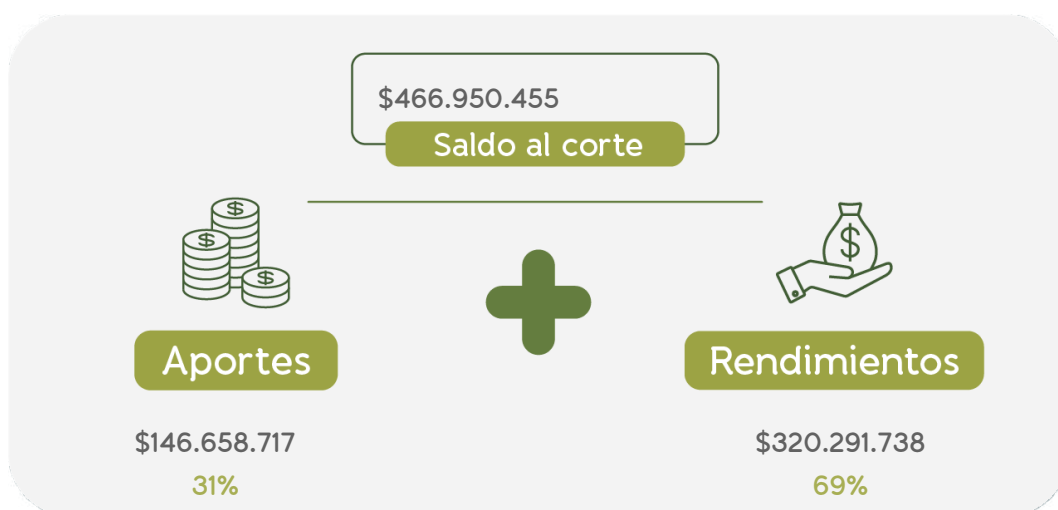 $466.950.455
Saldo al corte
Aportes
Rendimientos
$146.658.717
$320.291.738
31%
69%